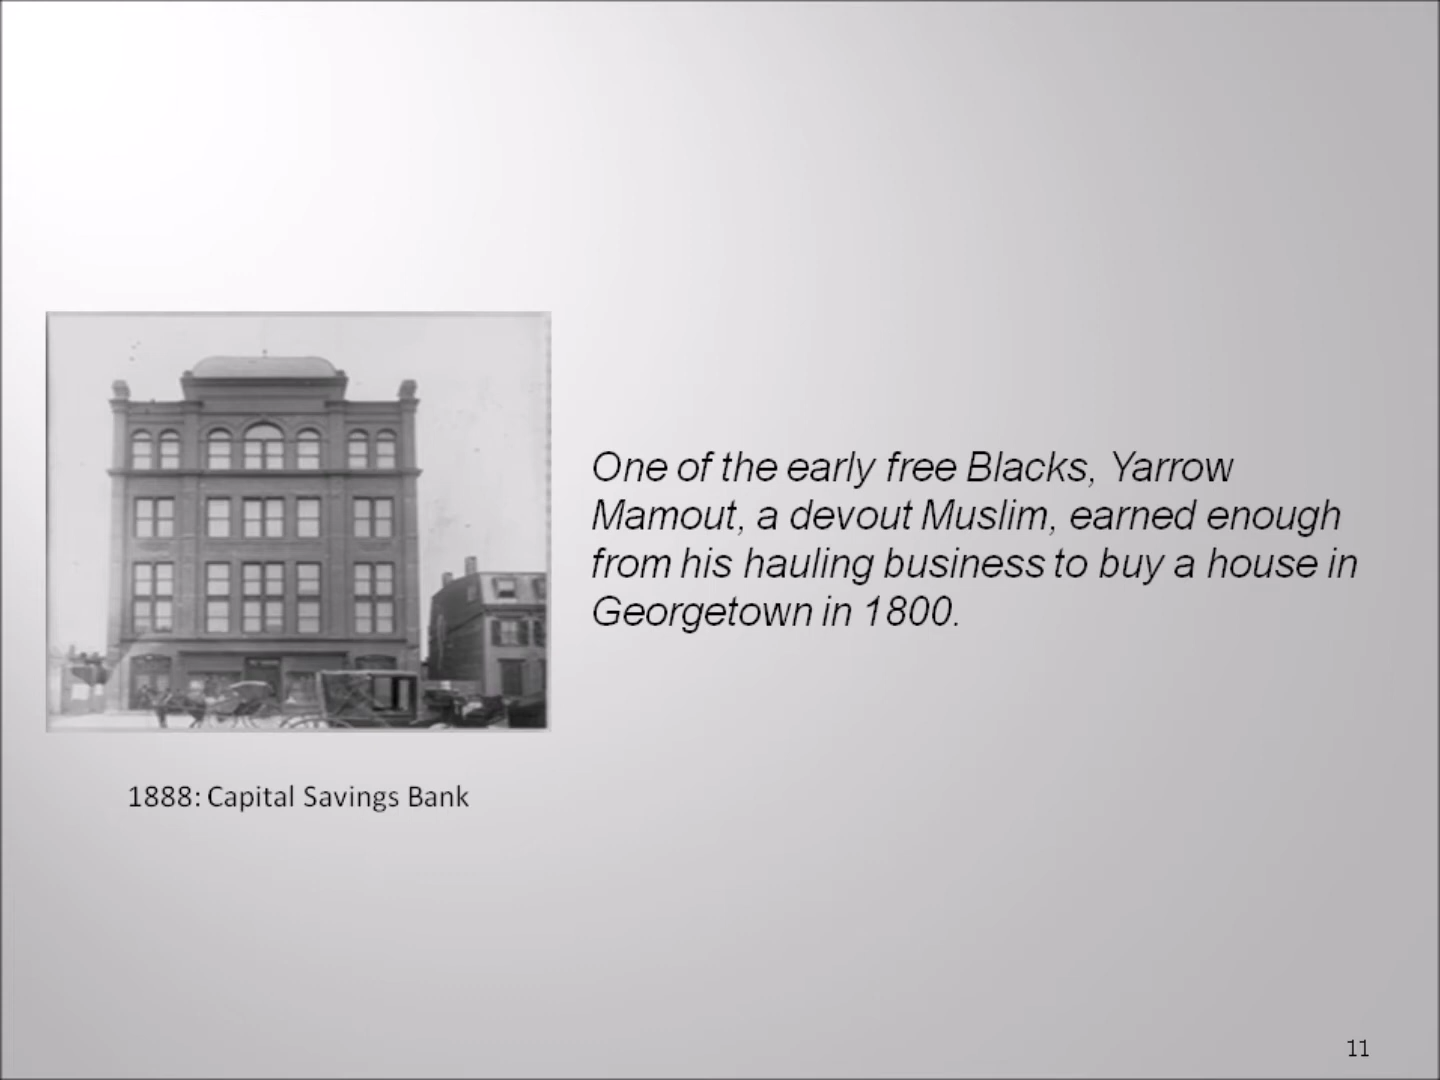 One of the early free Blacks, Yarrow
Mamout, a devout Muslim, earned enough
from his hauling business to buy a house in
Georgetown in 1800.
1888: Capital Savings Bank
11